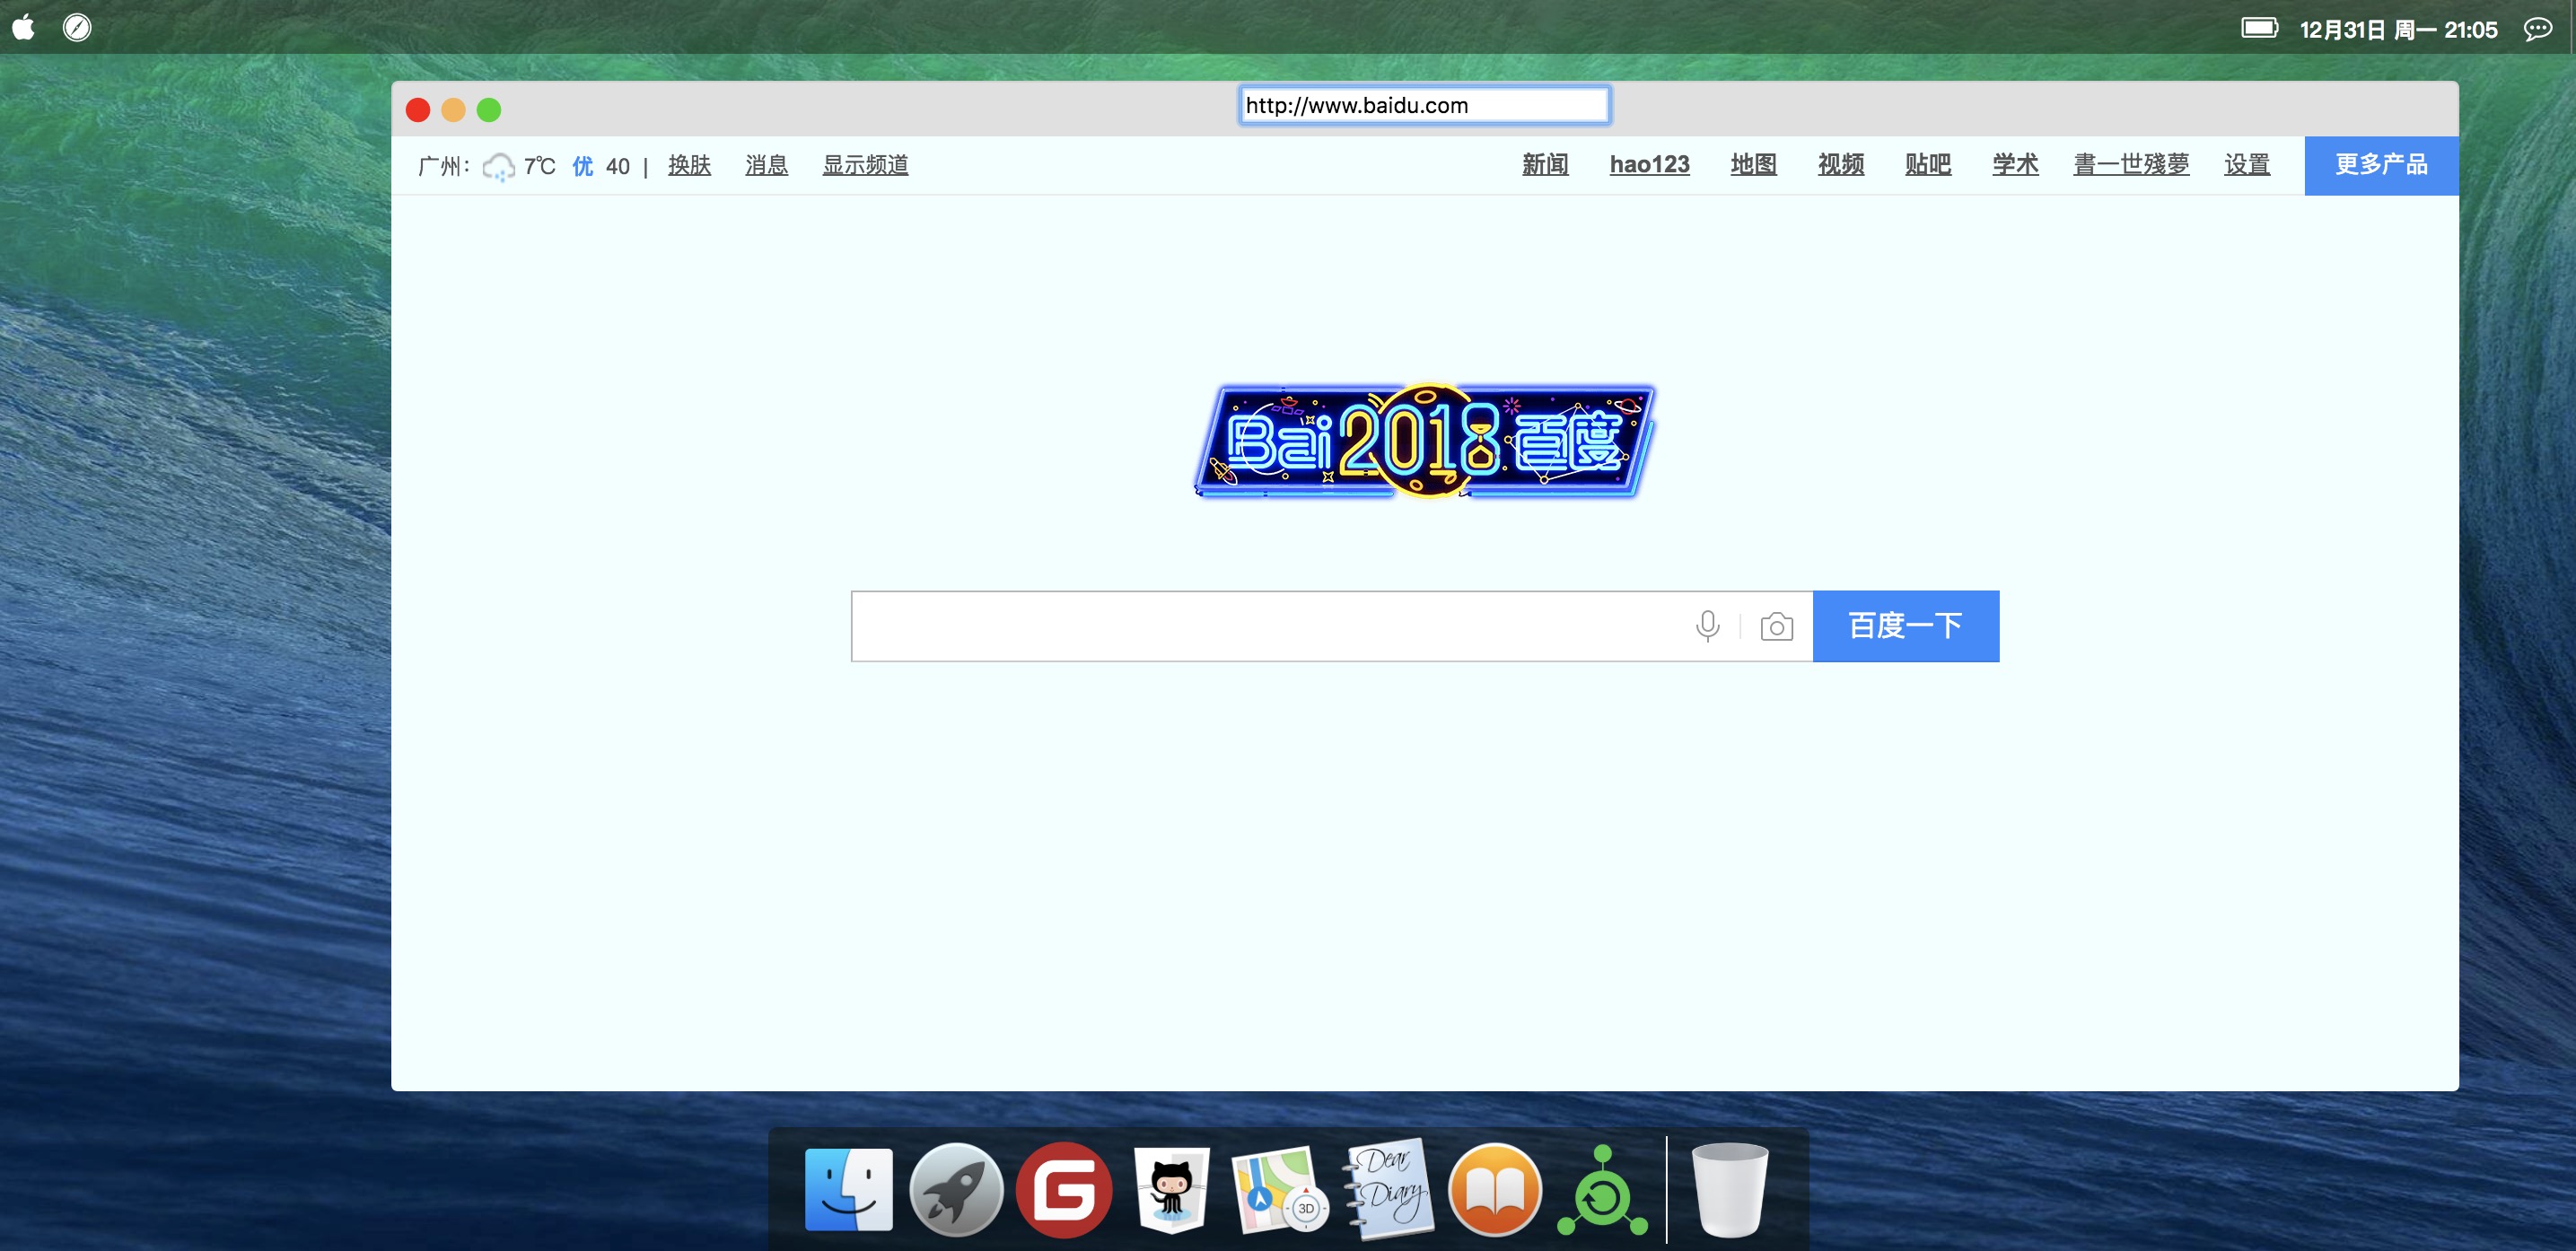 12月31日 周一 21:05
http://www.baidu.com
广州： 7℃ 优 40 | 换肤 消息 显示频道 新闻 hao123 地图 视频 贴吧 学术 書一世殘夢 设置 更多产品
Bai 2018 百度
百度一下
G
3D
Dear
Diary